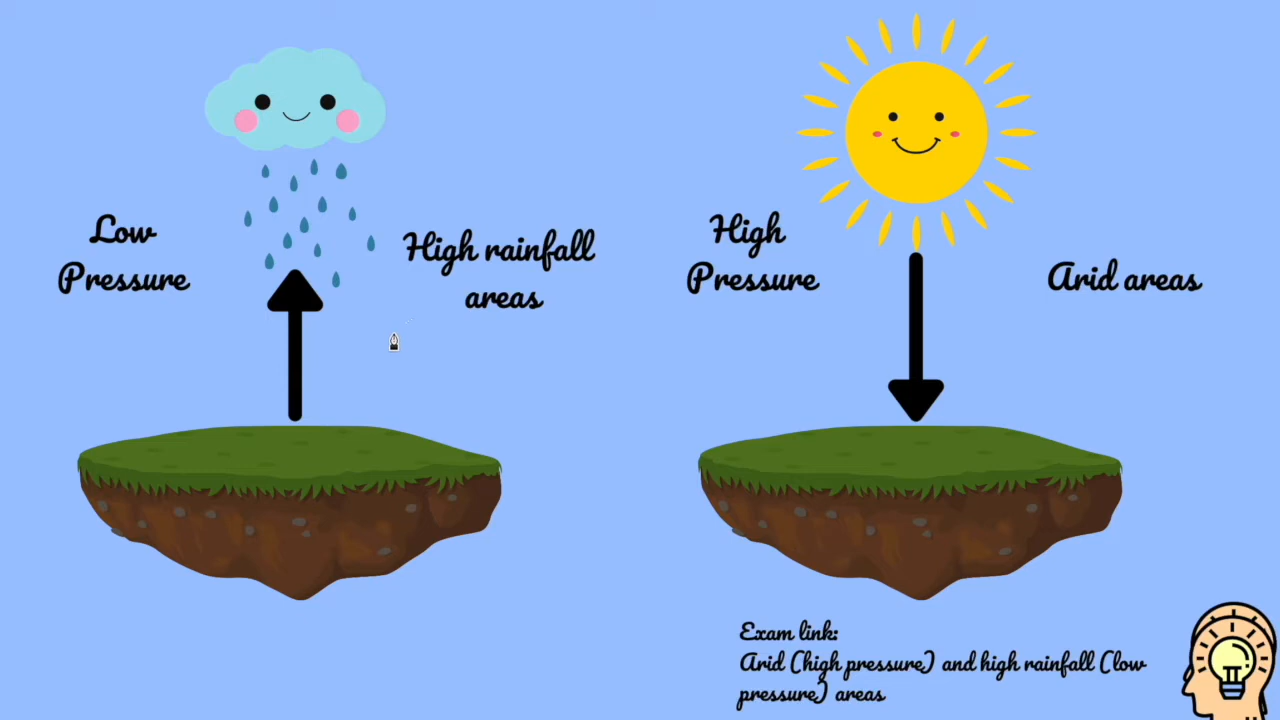 Low
Pressure
High rainfall
areas
High
Pressure
Arid areas
Exam link:
Arid (high pressure) and high rainfall (low
pressure) areas